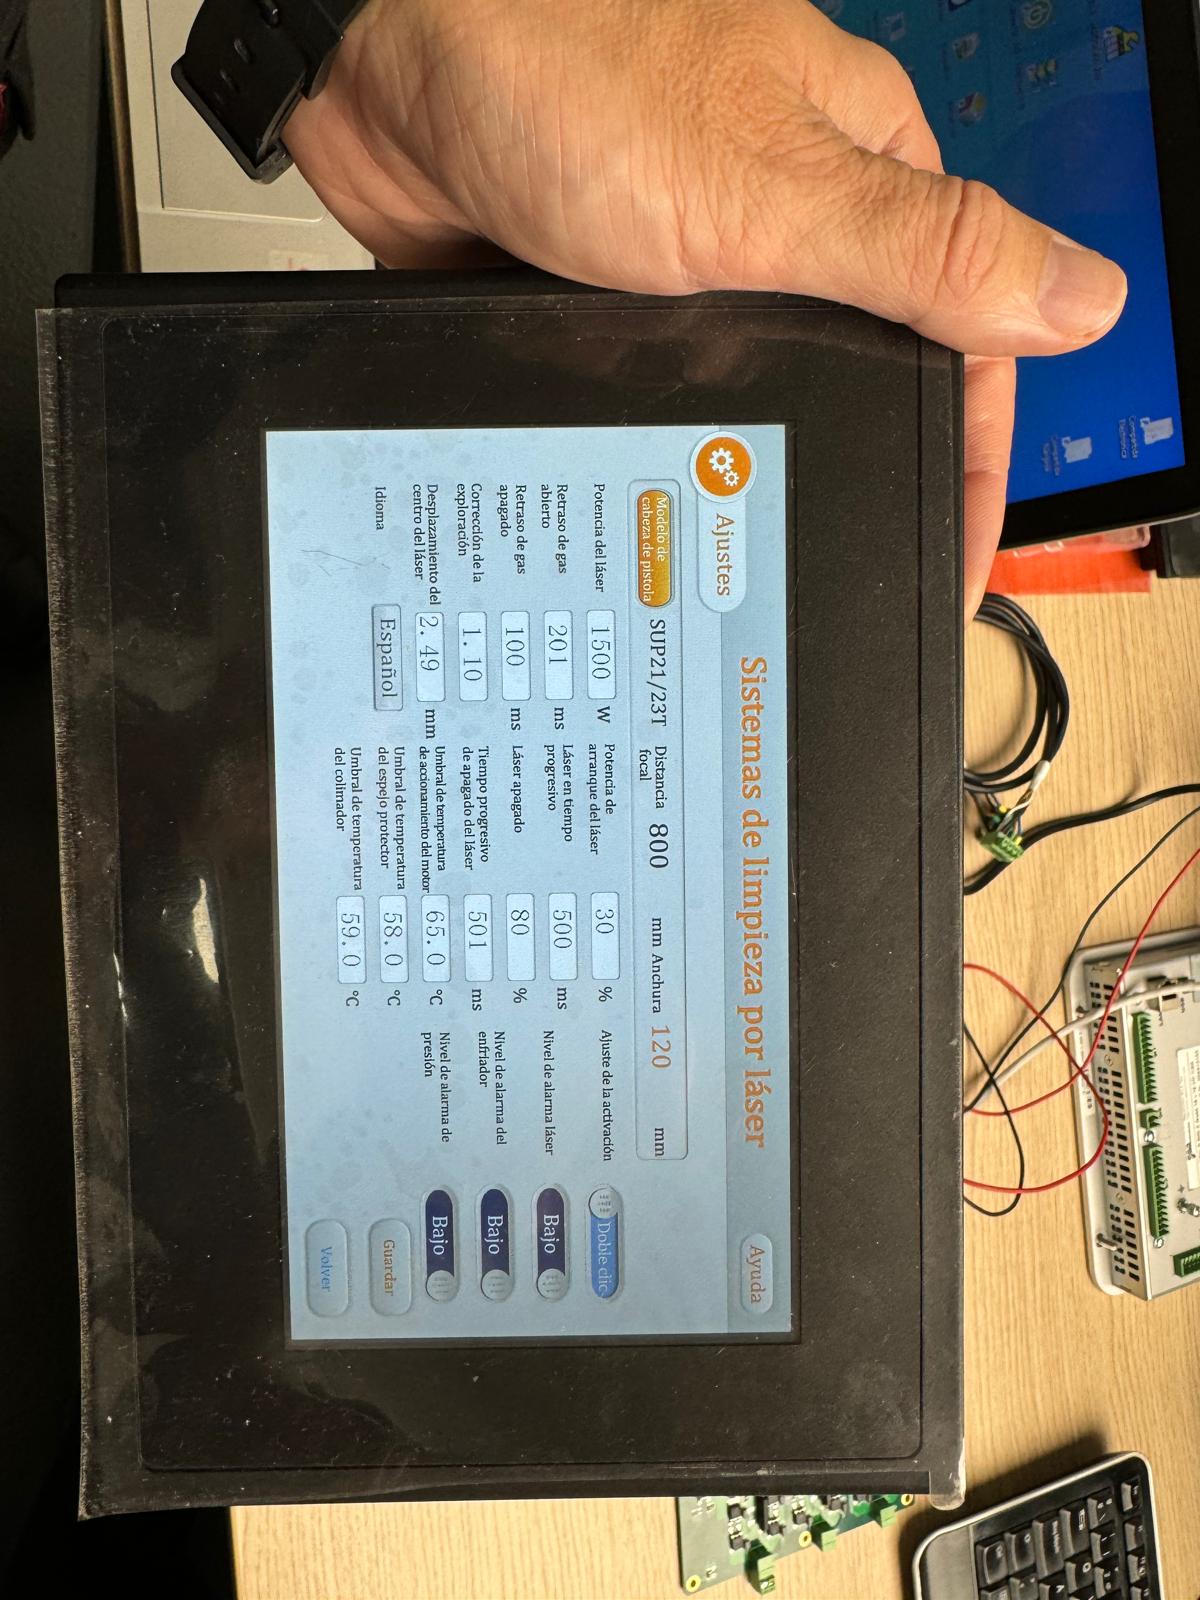 Compartida
Electronica
Compartida
Sistemas de limpieza por láser
Ayuda
Ajustes
Modelo de
cabeza de pistola
SUP21/23T
Distancia
focal
800
mm
Anchura
120
mm
Potencia del láser
1500
W
Retraso de gas
abierto
201
ms
Retraso de gas
apagado
100
ms
Corrección de la
exploración
1.10
Desplazamiento del
centro del láser
2.49
mm
Idioma
Español
Potencia de
arranque del láser
30
%
Láser en tiempo
progresivo
500
ms
Láser apagado
80
%
Tiempo progresivo
de apagado del láser
501
ms
Umbral de temperatura
de accionamiento del motor
65.0
°C
Umbral de temperatura
del espejo protector
58.0
°C
Umbral de temperatura
del colimador
59.0
°C
Ajuste de la activación
Doble clic
Nivel de alarma láser
Bajo
Nivel de alarma del
enfriador
Bajo
Nivel de alarma de
presión
Bajo
Guardar
Volver